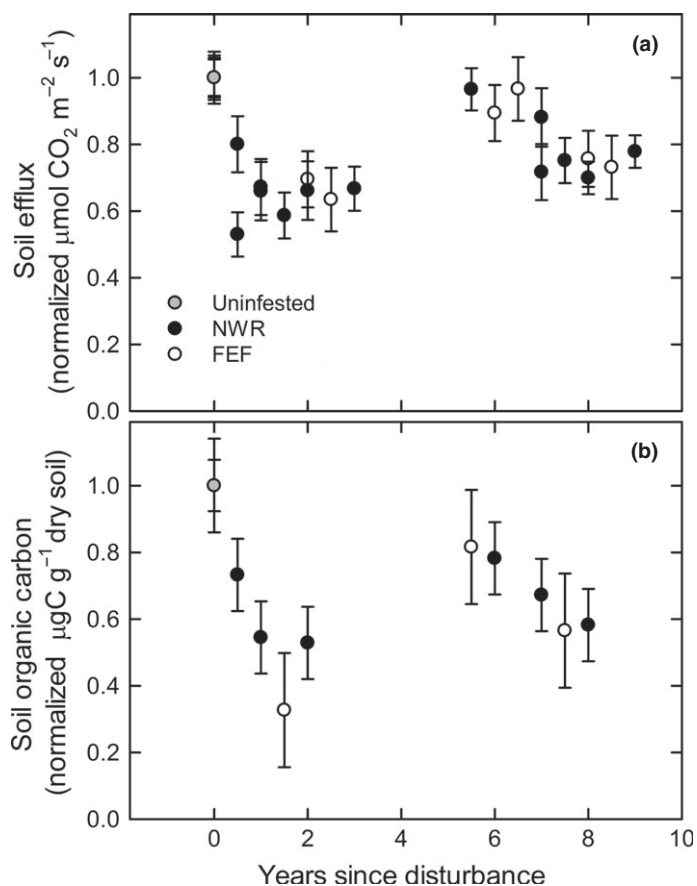 (a)
Soil efflux
(normalized μmol CO₂ m⁻² s⁻¹)
1.0
0.8
0.6
0.4
0.2
0.0
Uninfested
NWR
FEF
(b)
Soil organic carbon
(normalized μgC g⁻¹ dry soil)
1.0
0.8
0.6
0.4
0.2
0.0
0 2 4 6 8 10
Years since disturbance